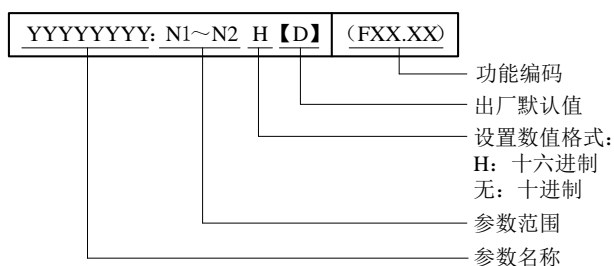 YYYYYYYY: N1～N2 H【D】 （FXX.XX）
功能编码
出厂默认值
设置数值格式：
H：十六进制
无：十进制
参数范围
参数名称